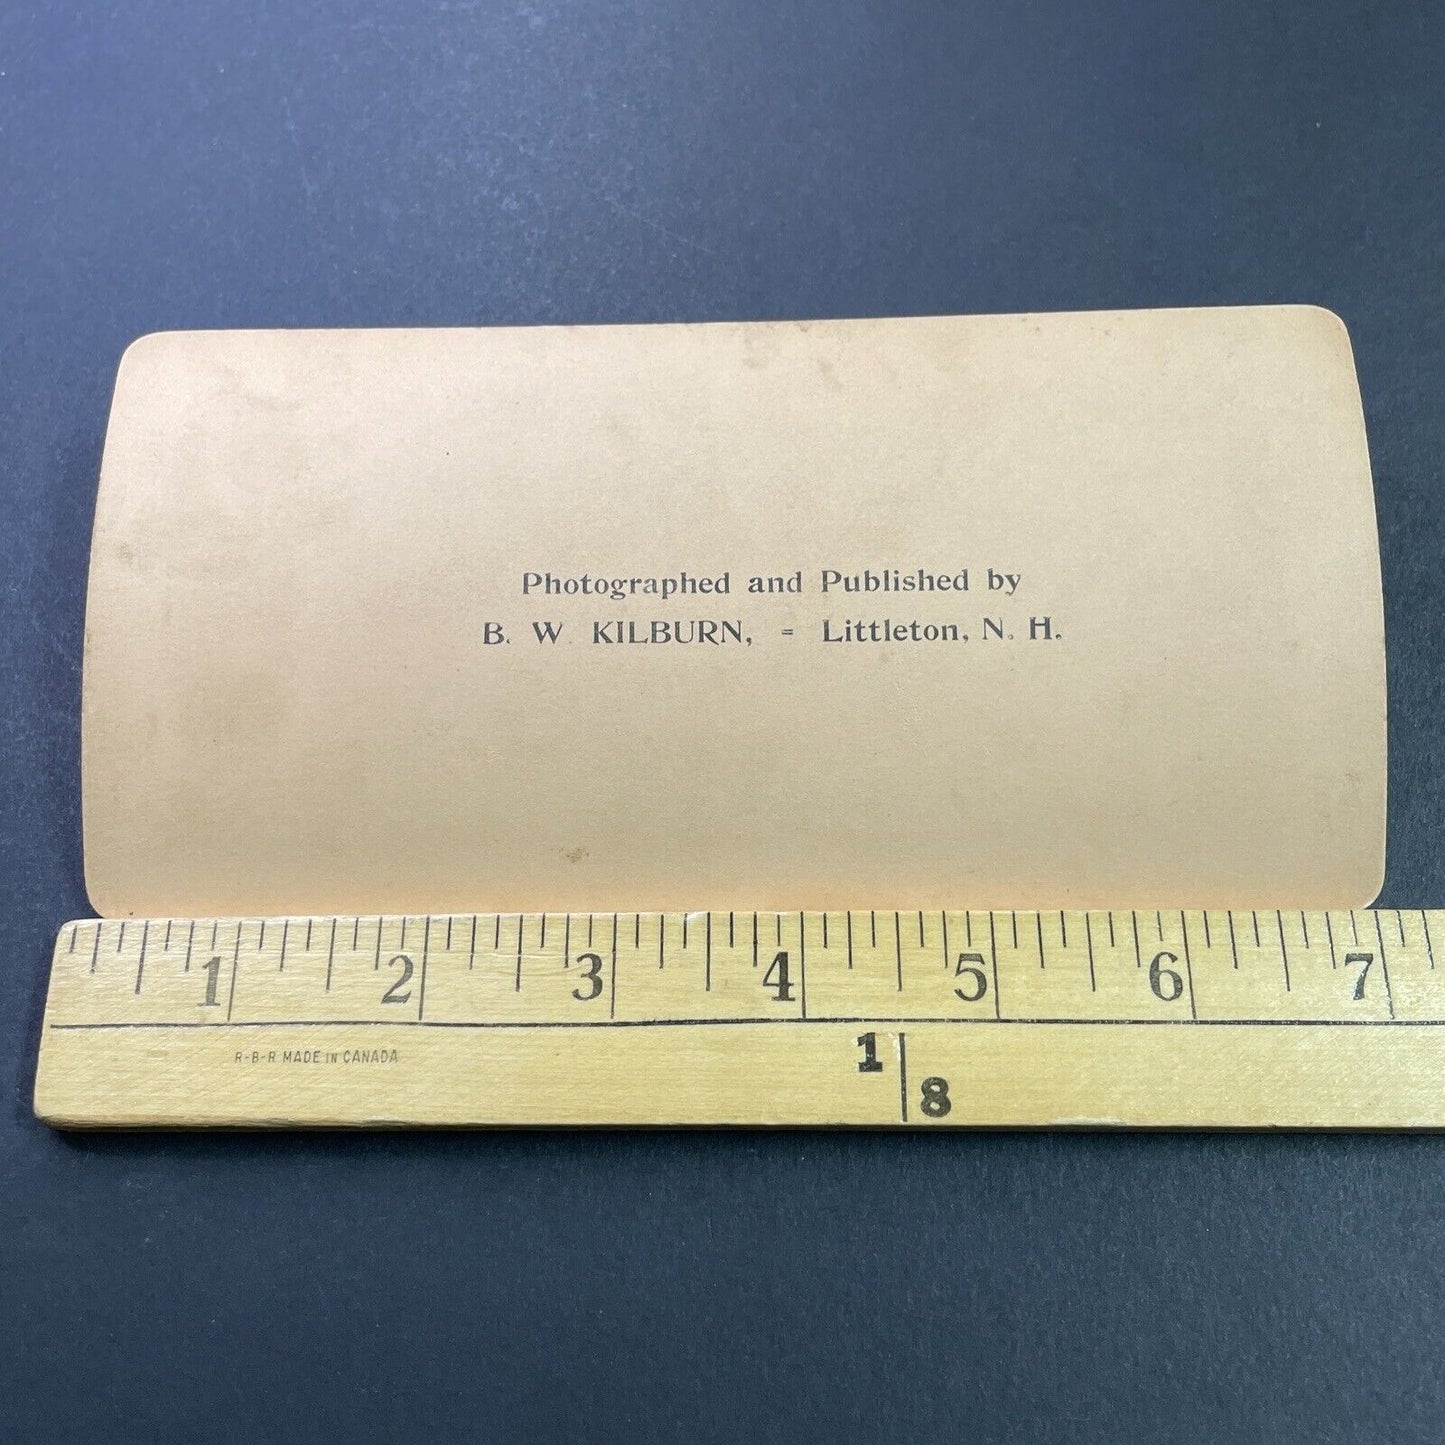 Photographed and Published by
B. W. KILBURN, = Littleton, N. H.
1 2 3 4 5 6 7
R-B-R MADE IN CANADA
1
8